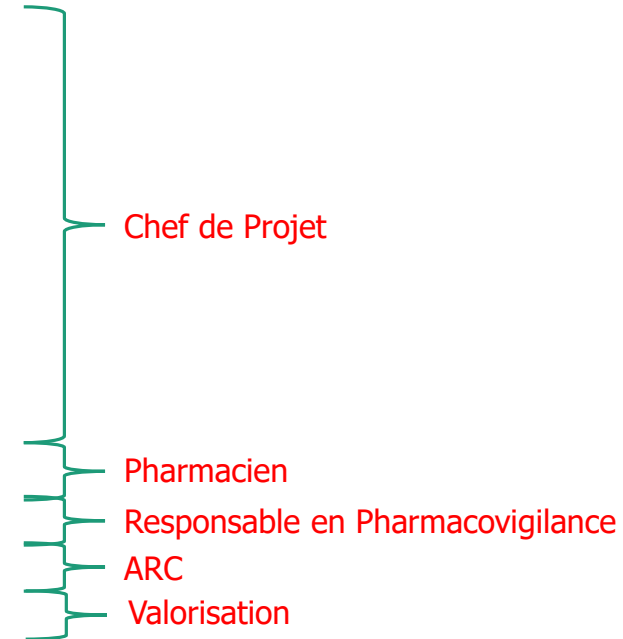 Chef de Projet
Pharmacien
Responsable en Pharmacovigilance
ARC
Valorisation